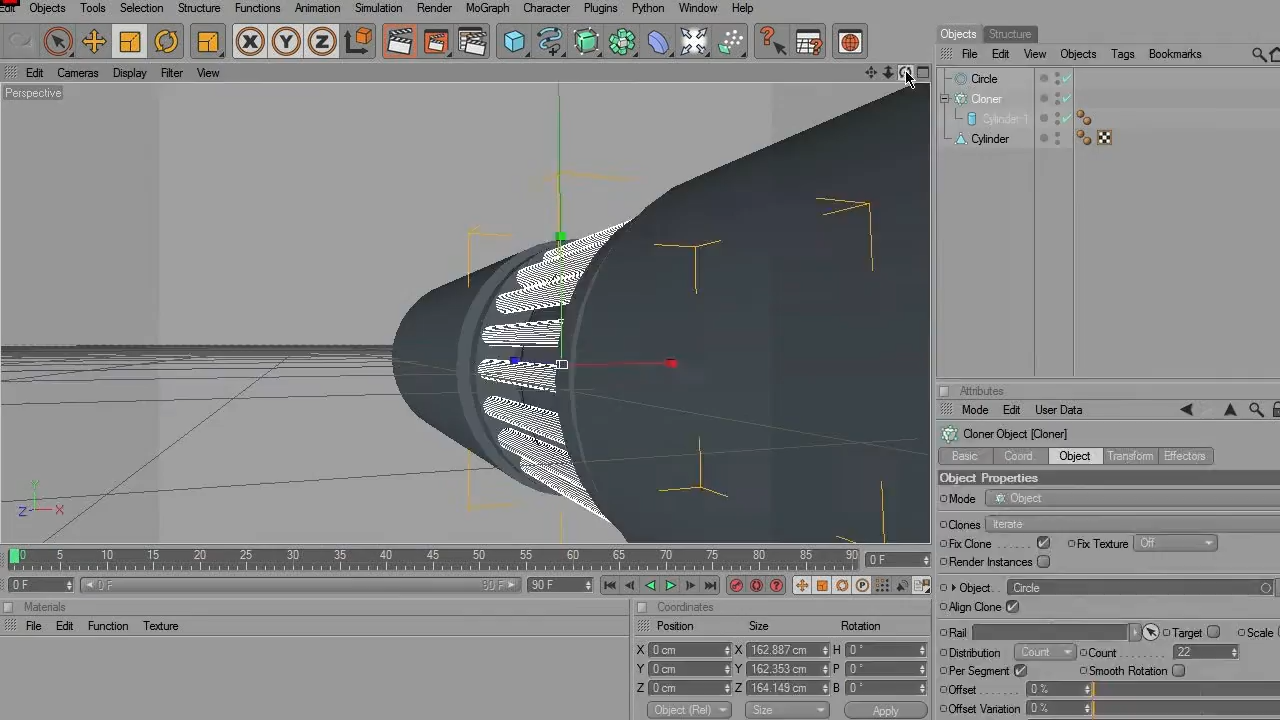 Objects Tools Selection Structure Functions Animation Simulation Render MoGraph Character Plugins Python Window Help
X Y Z
Edit Cameras Display Filter View
Perspective
Y
Z X
0 5 10 15 20 25 30 35 40 45 50 55 60 65 70 75 80 85 90 0 F
0 F 0 F 90 F 90 F P
Materials
File Edit Function Texture
Coordinates
Position Size Rotation
X 0 cm X 162.887 cm H 0 °
Y 0 cm Y 162.353 cm P 0 °
Z 0 cm Z 164.149 cm B 0 °
Object (Rel) Size Apply
Objects Structure
File Edit View Objects Tags Bookmarks
Circle
Cloner
Cylinder 1
Cylinder
Attributes
Mode Edit User Data
Cloner Object [Cloner]
Basic Coord. Object Transform Effectors
Object Properties
Mode Object
Clones Iterate
Fix Clone ...... Fix Texture Off
Render Instances
Object... Circle
Align Clone
Rail Target Scale
Distribution Count Count ........ 22
Per Segment Smooth Rotation
Offset ....... 0 %
Offset Variation 0 %